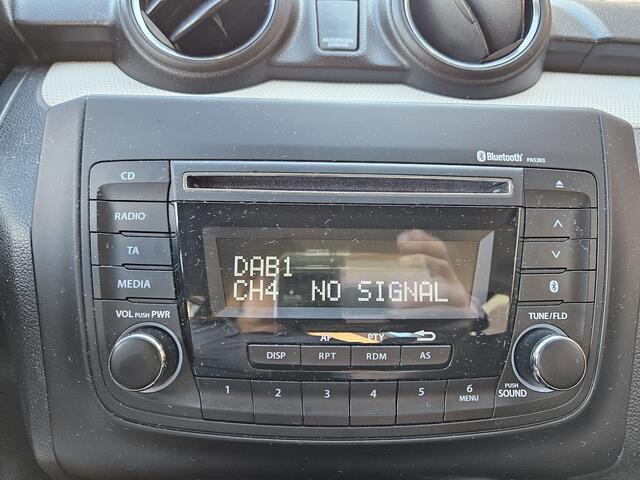 PASSENGER
AIRBAG
Bluetooth PA52R3
CD
RADIO
TA
MEDIA
VOL PUSH PWR
DAB1
CH4 NO SIGNAL
AF PTY
TUNE/FLD
DISP RPT RDM AS
1 2 3 4 5 6
MENU
PUSH
SOUND